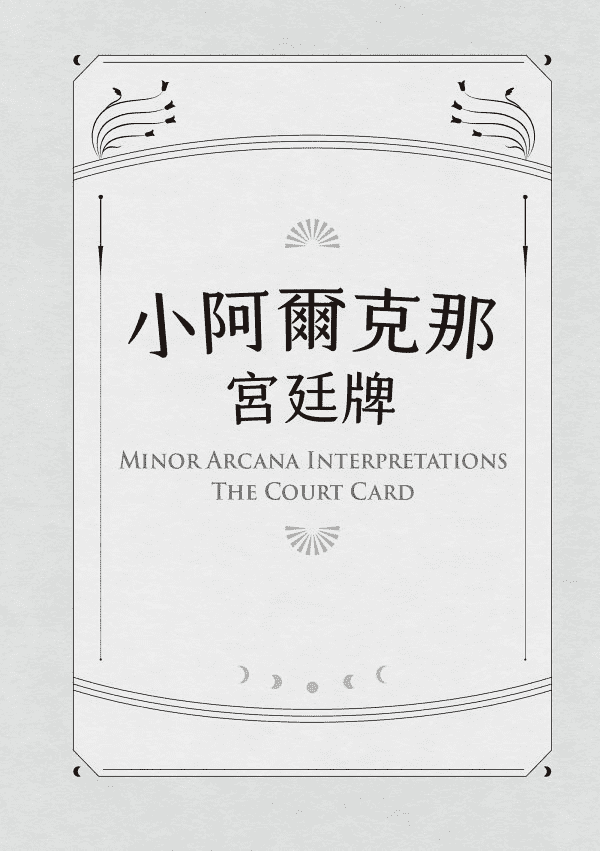 小阿爾克那
宮廷牌
MINOR ARCANA INTERPRETATIONS
THE COURT CARD